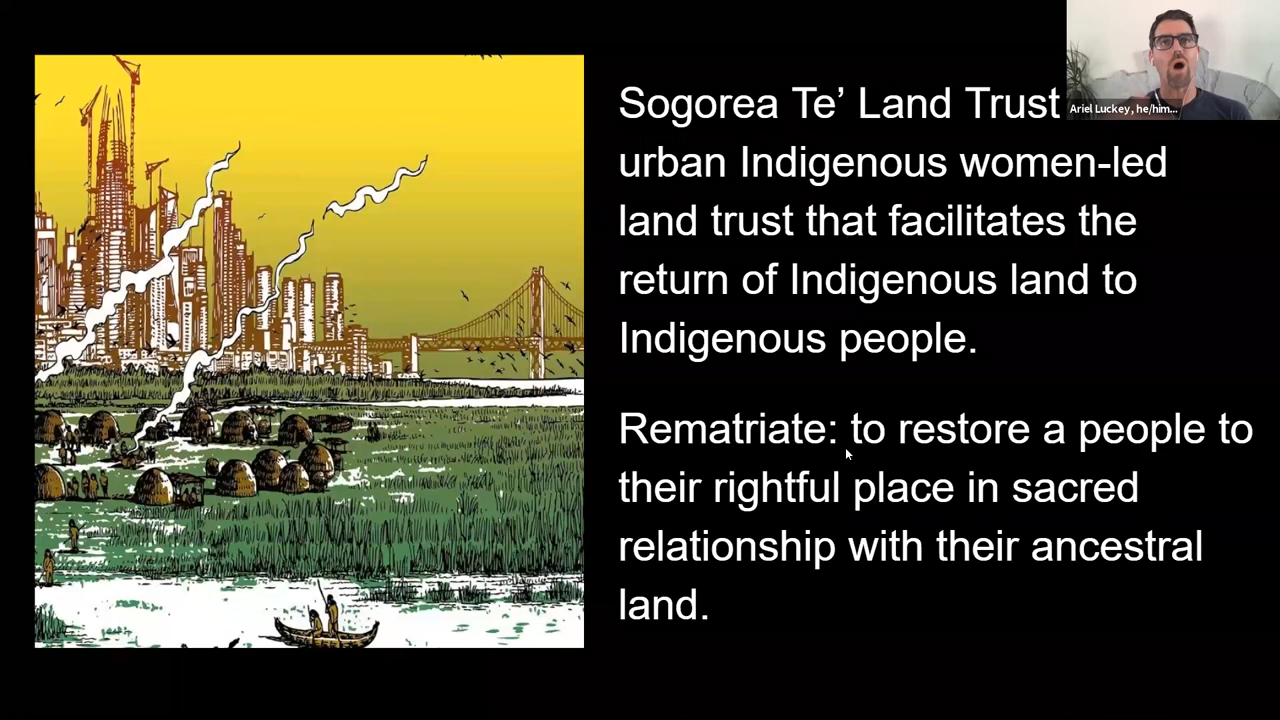 Sogorea Te’ Land Trust
urban Indigenous women-led
land trust that facilitates the
return of Indigenous land to
Indigenous people.
Rematriate: to restore a people to
their rightful place in sacred
relationship with their ancestral
land.
Ariel Luckey, he/him...